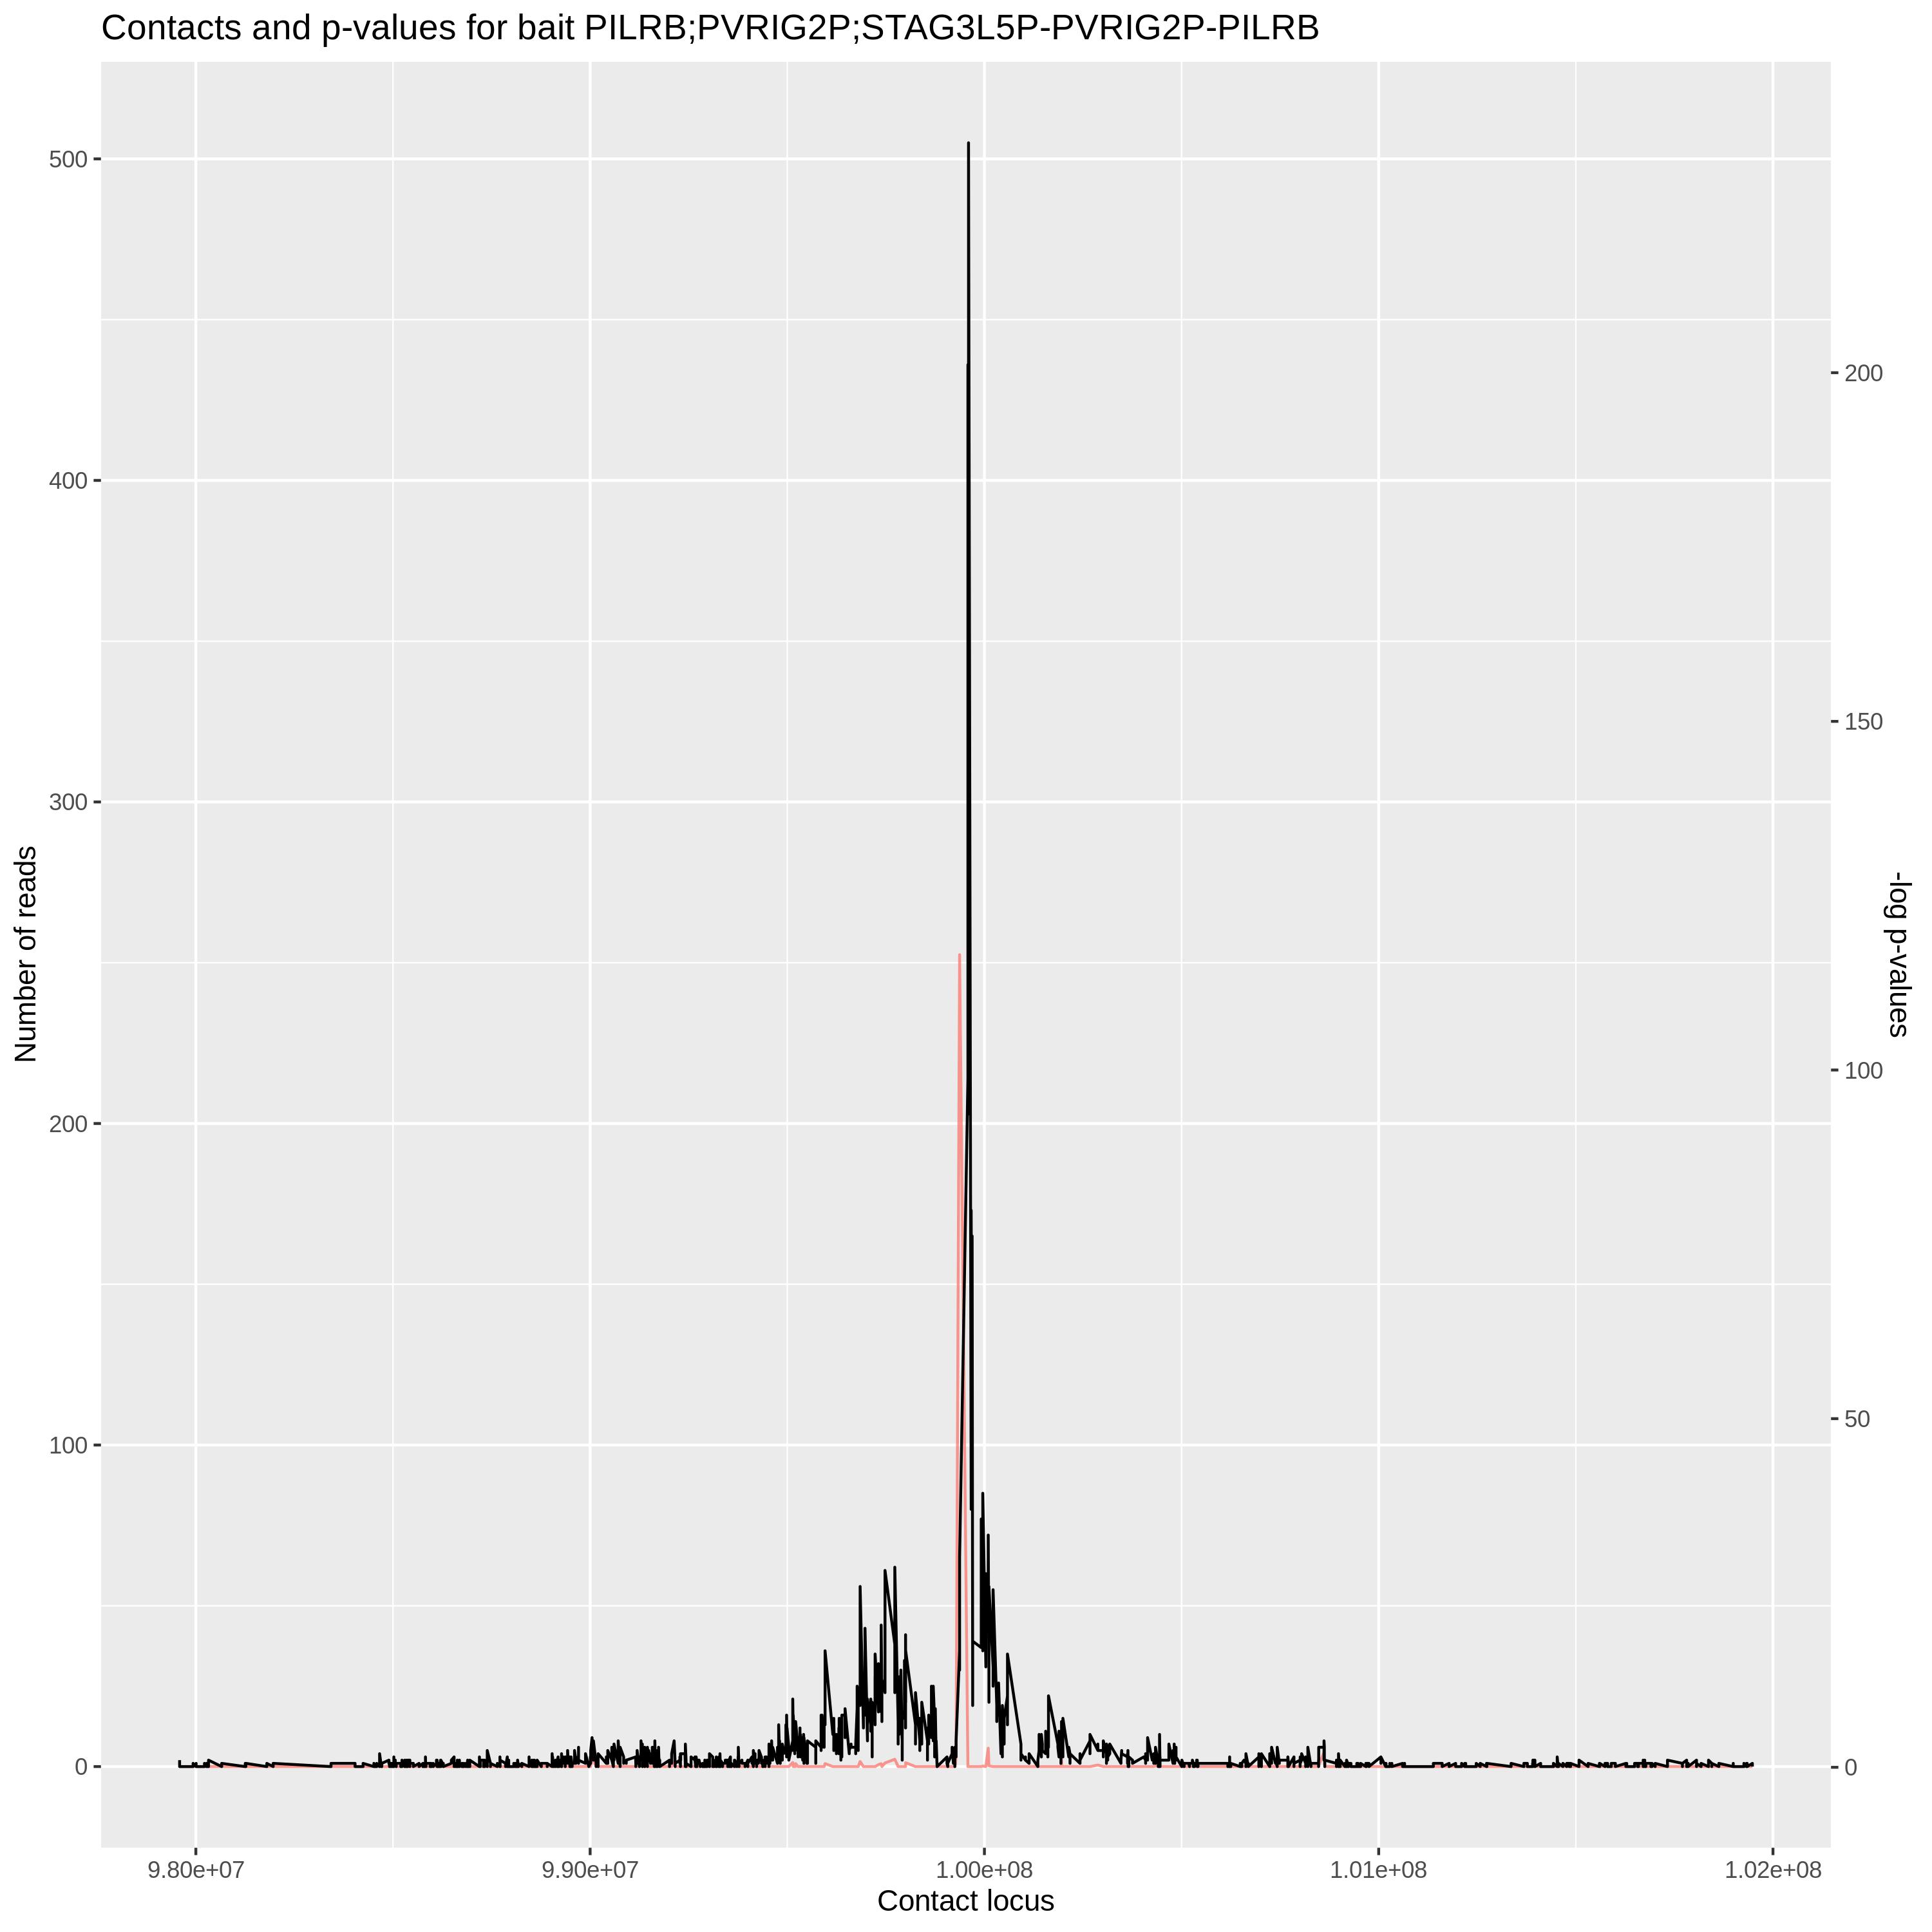 Contacts and p-values for bait PILRB;PVRIG2P;STAG3L5P-PVRIG2P-PILRB
500
400
300
200
100
0
Number of reads
200
150
100
50
0
-log p-values
9.80e+07
9.90e+07
1.00e+08
1.01e+08
1.02e+08
Contact locus